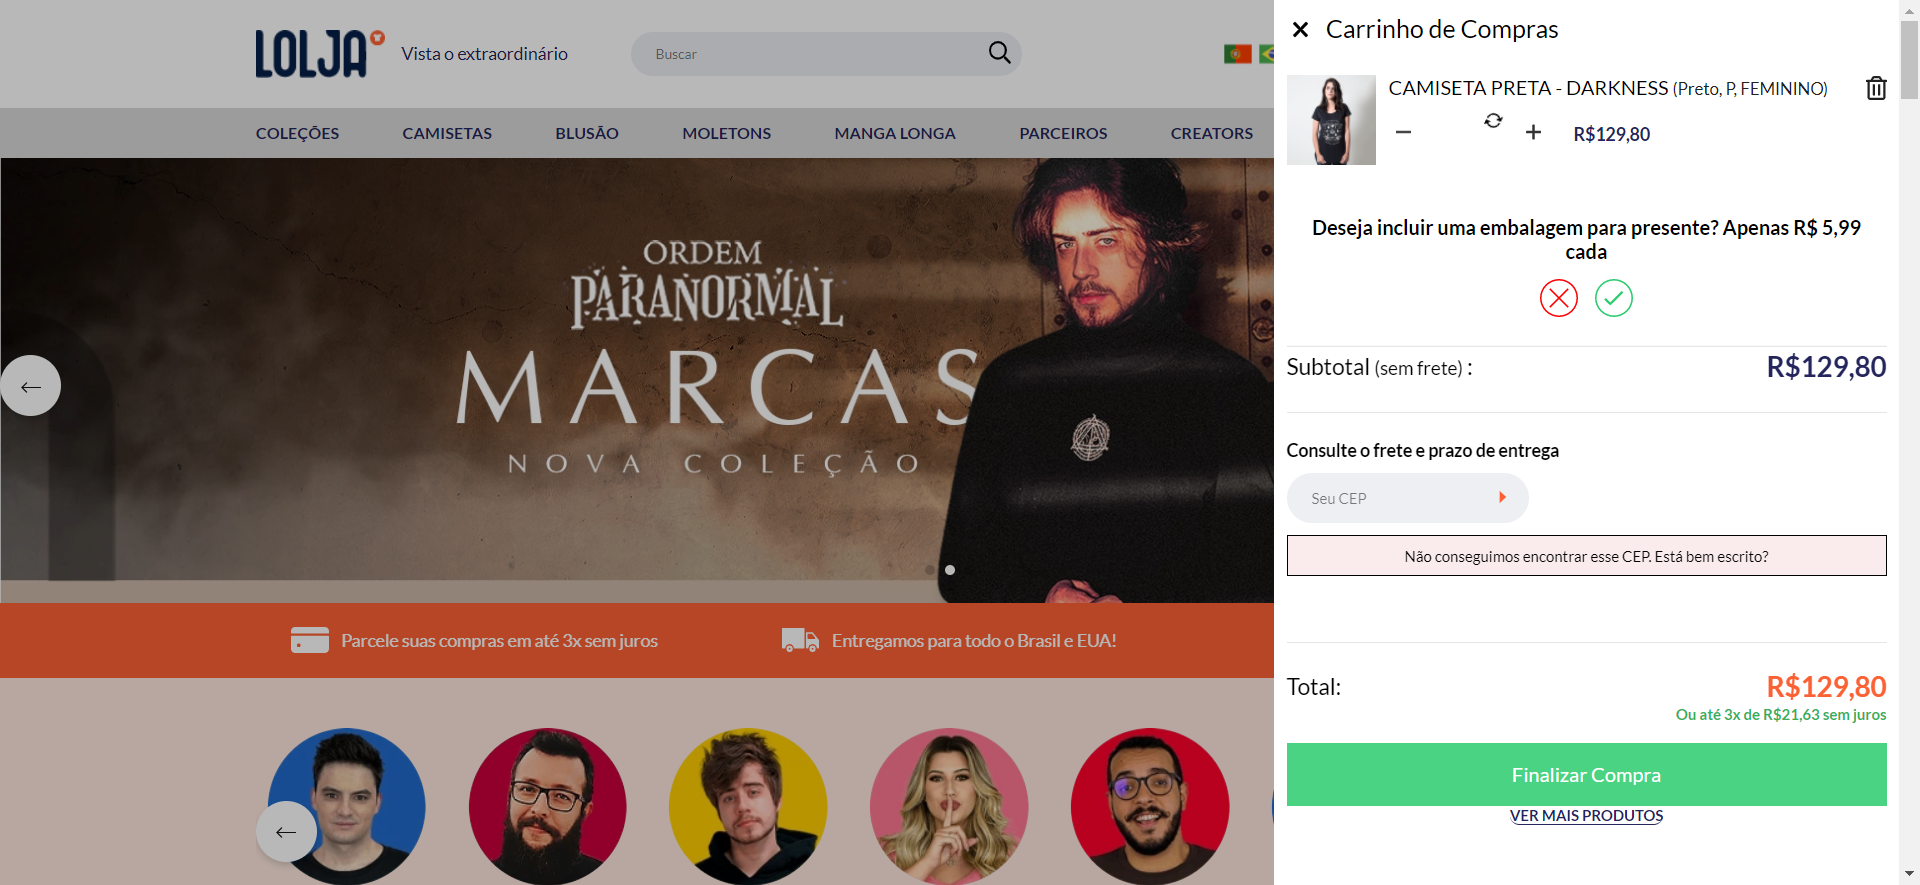 LOLJA
Vista o extraordinário
Buscar
COLEÇÕES
CAMISETAS
BLUSÃO
MOLETONS
MANGA LONGA
PARCEIROS
CREATORS
ORDEM
PARANORMAL
MARCAS
NOVA COLEÇÃO
Parcele suas compras em até 3x sem juros
Entregamos para todo o Brasil e EUA!
Carrinho de Compras
CAMISETA PRETA - DARKNESS (Preto, P, FEMININO)
R$129,80
Deseja incluir uma embalagem para presente? Apenas R$ 5,99
cada
Subtotal (sem frete) : R$129,80
Consulte o frete e prazo de entrega
Seu CEP
Não conseguimos encontrar esse CEP. Está bem escrito?
Total: R$129,80
Ou até 3x de R$21,63 sem juros
Finalizar Compra
VER MAIS PRODUTOS